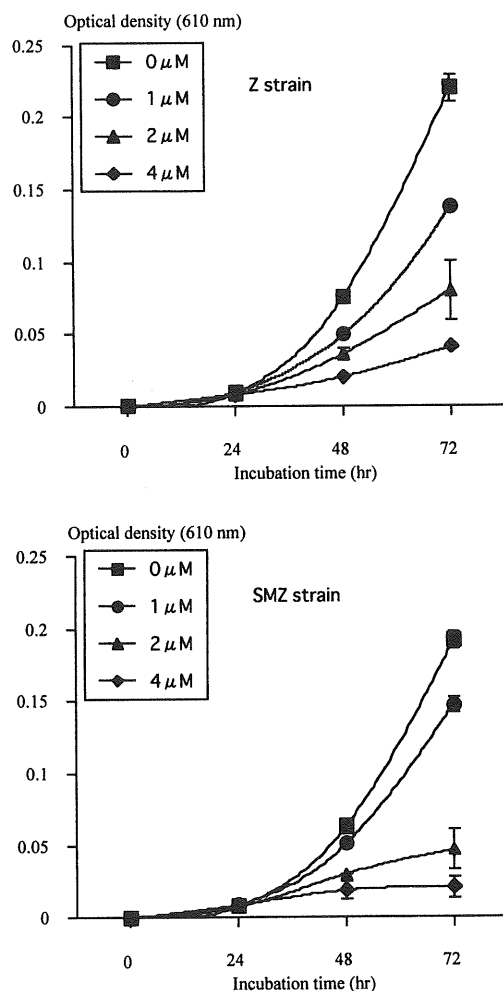 Optical density (610 nm)
0.25
0 μM
1 μM
2 μM
4 μM
Z strain
0.2
0.15
0.1
0.05
0
0 24 48 72
Incubation time (hr)
Optical density (610 nm)
0.25
0 μM
1 μM
2 μM
4 μM
SMZ strain
0.2
0.15
0.1
0.05
0
0 24 48 72
Incubation time (hr)